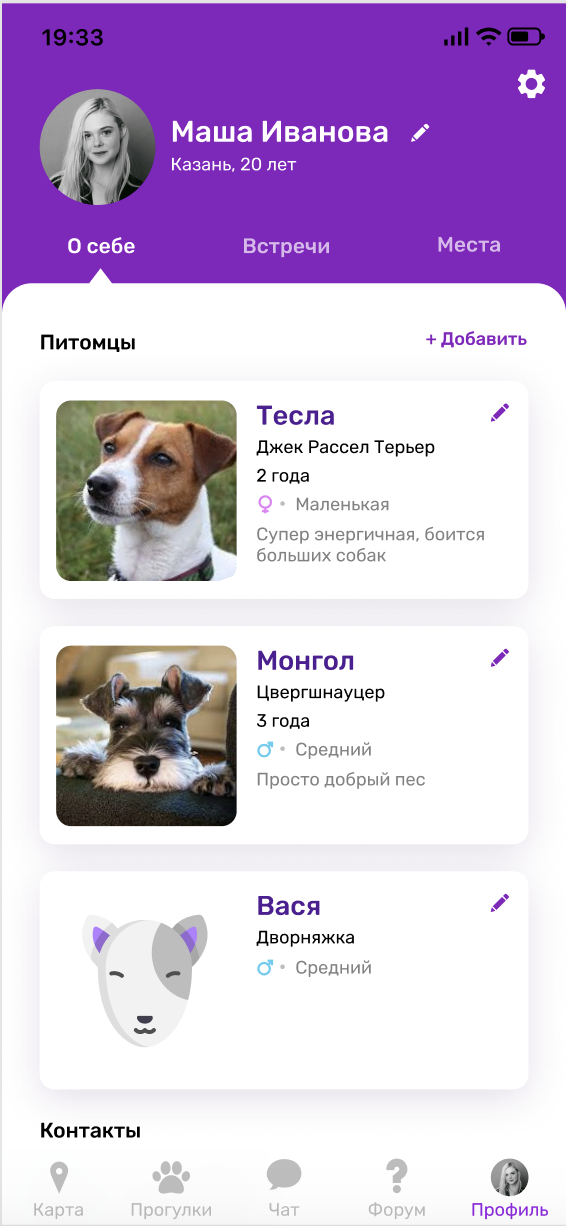 19:33
Маша Иванова
Казань, 20 лет
О себе
Встречи
Места
Питомцы
+ Добавить
Тесла
Джек Рассел Терьер
2 года
• Маленькая
Супер энергичная, боится
больших собак
Монгол
Цвергшнауцер
3 года
• Средний
Просто добрый пес
Вася
Дворняжка
• Средний
Контакты
Карта
Прогулки
Чат
Форум
Профиль